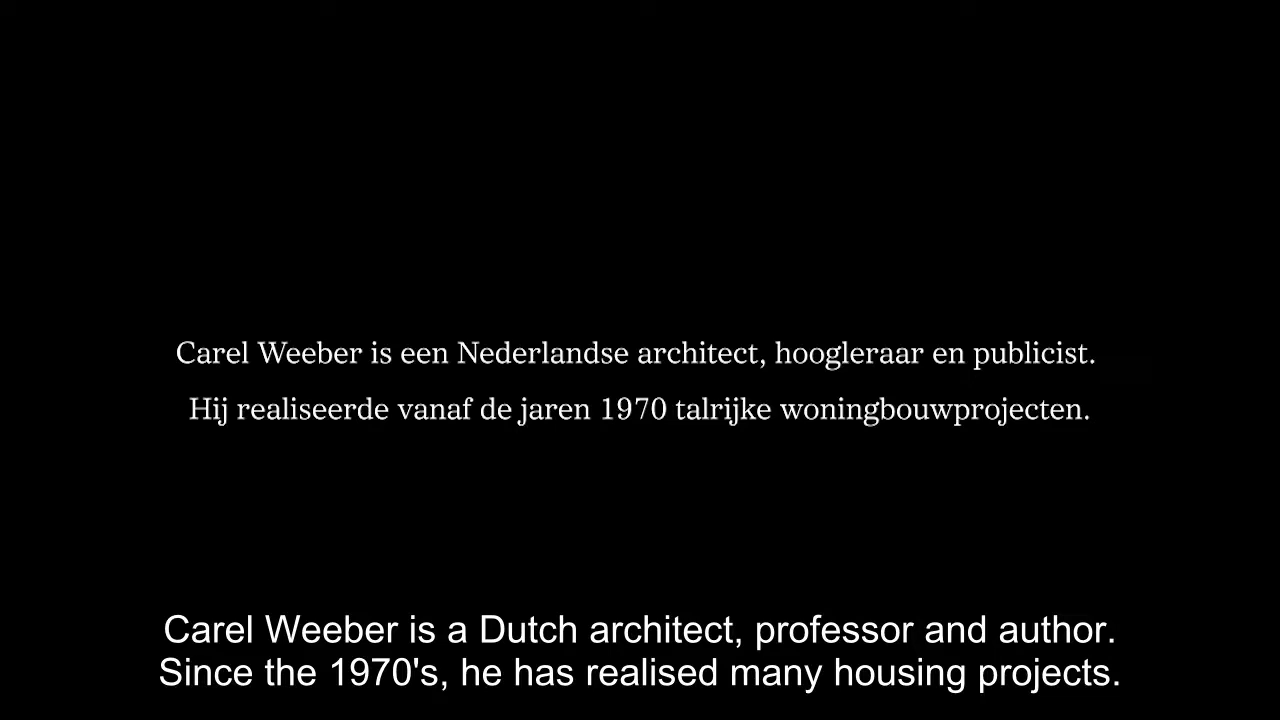 Carel Weeber is een Nederlandse architect, hoogleraar en publicist.
Hij realiseerde vanaf de jaren 1970 talrijke woningbouwprojecten.
Carel Weeber is a Dutch architect, professor and author.
Since the 1970's, he has realised many housing projects.